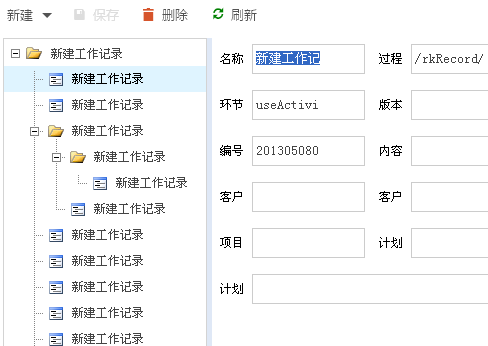 新建 保存 删除 刷新
新建工作记录
新建工作记录
新建工作记录
新建工作记录
新建工作记录
新建工作记录
新建工作记录
新建工作记录
新建工作记录
新建工作记录
新建工作记录
新建工作记录
名称 新建工作记 过程 /rkRecord/
环节 useActivi 版本
编号 201305080 内容
客户 客户
项目 计划
计划